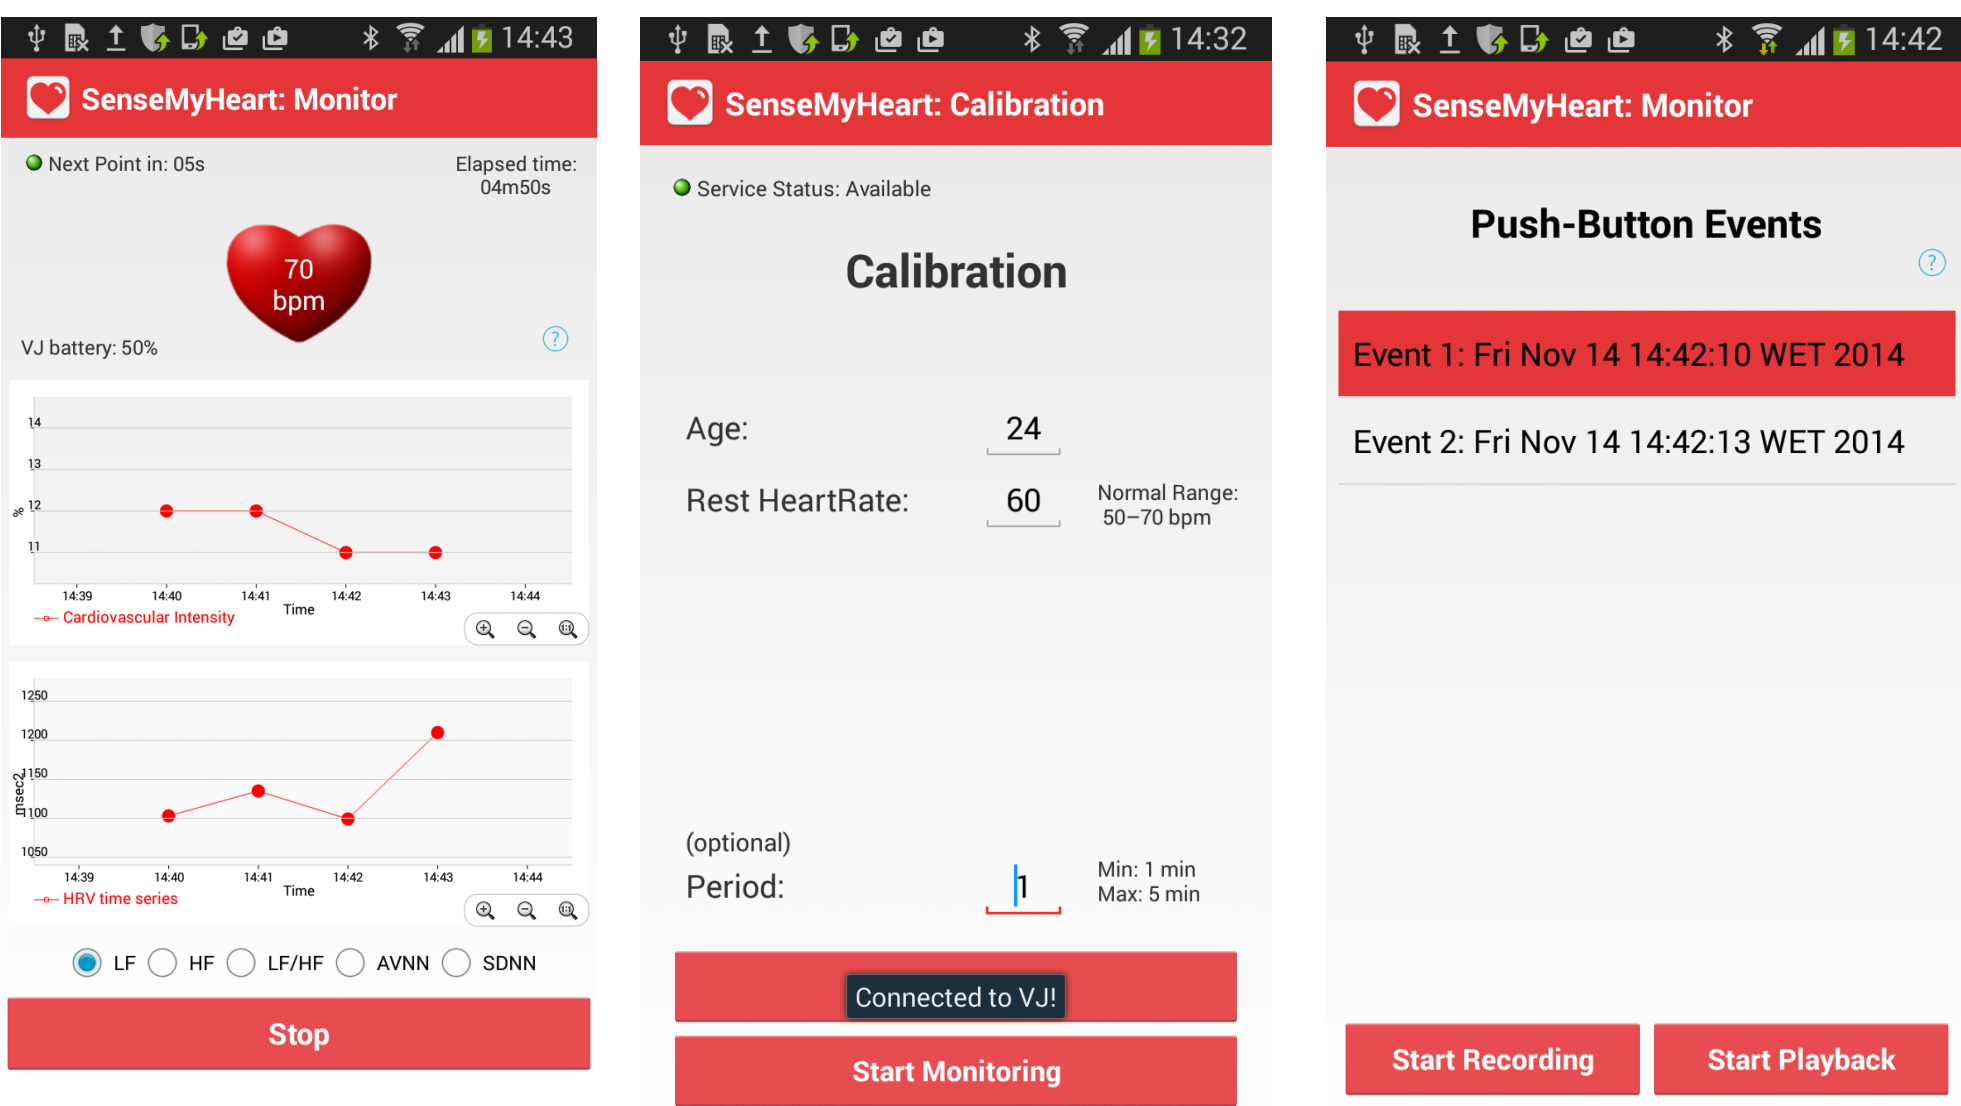 14:43
SenseMyHeart: Monitor
Next Point in: 05s
Elapsed time:
04m50s
70
bpm
VJ battery: 50%
?
14
13
12
11
%
14:39 14:40 14:41 14:42 14:43 14:44
Time
Cardiovascular Intensity
1:1
1250
1200
1150
1100
1050
msec2
14:39 14:40 14:41 14:42 14:43 14:44
Time
HRV time series
1:1
LF HF LF/HF AVNN SDNN
Stop
14:32
SenseMyHeart: Calibration
Service Status: Available
Calibration
Age: 24
Rest HeartRate: 60
Normal Range:
50–70 bpm
(optional)
Period: 1
Min: 1 min
Max: 5 min
Connected to VJ!
Start Monitoring
14:42
SenseMyHeart: Monitor
Push-Button Events
?
Event 1: Fri Nov 14 14:42:10 WET 2014
Event 2: Fri Nov 14 14:42:13 WET 2014
Start Recording
Start Playback